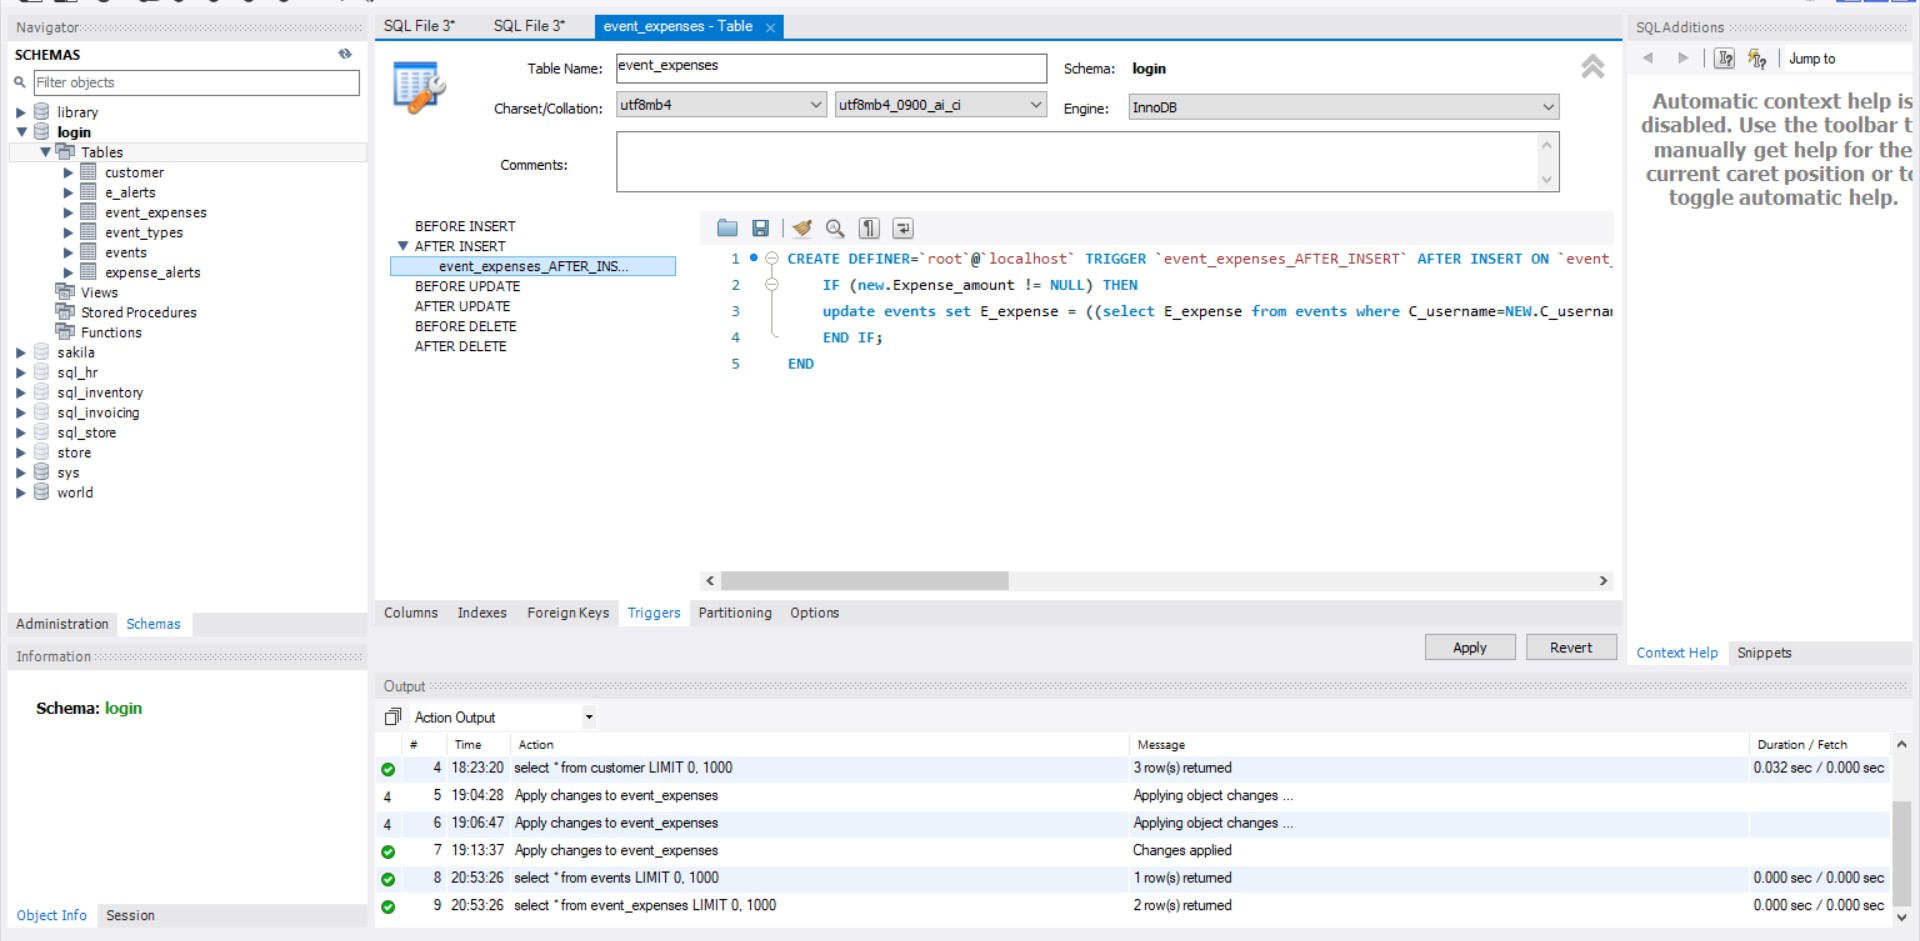 Navigator
SCHEMAS
Filter objects
library
login
Tables
customer
e_alerts
event_expenses
event_types
events
expense_alerts
Views
Stored Procedures
Functions
sakila
sql_hr
sql_inventory
sql_invoicing
sql_store
store
sys
world
Administration Schemas
Information
Schema: login
Object Info Session
SQL File 3* SQL File 3* event_expenses - Table
Table Name: event_expenses Schema: login
Charset/Collation: utf8mb4 utf8mb4_0900_ai_ci Engine: InnoDB
Comments:
BEFORE INSERT
AFTER INSERT
event_expenses_AFTER_INS...
BEFORE UPDATE
AFTER UPDATE
BEFORE DELETE
AFTER DELETE
1 CREATE DEFINER=`root`@`localhost` TRIGGER `event_expenses_AFTER_INSERT` AFTER INSERT ON `event_
2 IF (new.Expense_amount != NULL) THEN
3 update events set E_expense = ((select E_expense from events where C_username=NEW.C_usernam
4 END IF;
5 END
Columns Indexes Foreign Keys Triggers Partitioning Options
Apply Revert
Output
Action Output
# Time Action Message Duration / Fetch
4 18:23:20 select * from customer LIMIT 0, 1000 3 row(s) returned 0.032 sec / 0.000 sec
4 5 19:04:28 Apply changes to event_expenses Applying object changes ...
4 6 19:06:47 Apply changes to event_expenses Applying object changes ...
7 19:13:37 Apply changes to event_expenses Changes applied
8 20:53:26 select * from events LIMIT 0, 1000 1 row(s) returned 0.000 sec / 0.000 sec
9 20:53:26 select * from event_expenses LIMIT 0, 1000 2 row(s) returned 0.000 sec / 0.000 sec
SQLAdditions
Jump to
Automatic context help is
disabled. Use the toolbar t
manually get help for the
current caret position or to
toggle automatic help.
Context Help Snippets